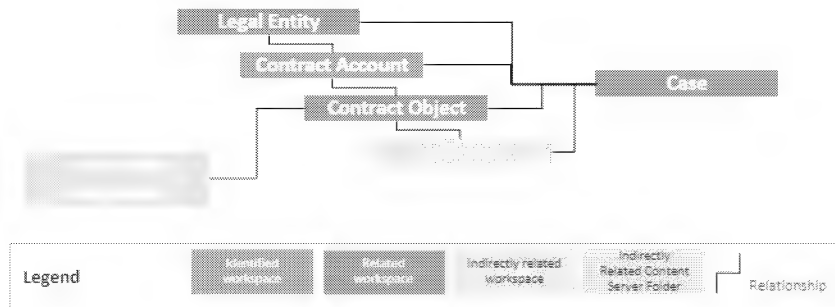 Legal Entity
Contract Account
Case
Contract Object
Legend
Identified
workspace
Related
workspace
Indirectly related
workspace
Indirectly
Related Content
Server Folder
Relationship